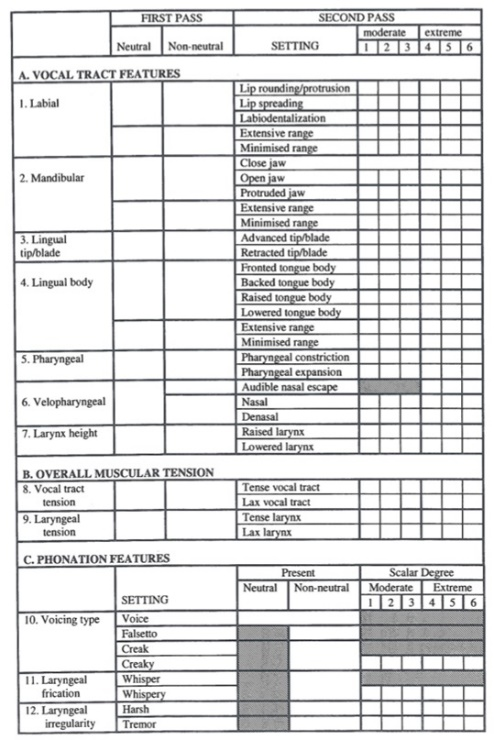 FIRST PASS SECOND PASS
Neutral Non-neutral SETTING moderate extreme
1 2 3 4 5 6
A. VOCAL TRACT FEATURES
1. Labial Lip rounding/protrusion
Lip spreading
Labiodentalization
Extensive range
Minimised range
2. Mandibular Close jaw
Open jaw
Protruded jaw
Extensive range
Minimised range
3. Lingual tip/blade Advanced tip/blade
Retracted tip/blade
4. Lingual body Fronted tongue body
Backed tongue body
Raised tongue body
Lowered tongue body
Extensive range
Minimised range
5. Pharyngeal Pharyngeal constriction
Pharyngeal expansion
6. Velopharyngeal Audible nasal escape
Nasal
Denasal
7. Larynx height Raised larynx
Lowered larynx
B. OVERALL MUSCULAR TENSION
8. Vocal tract tension Tense vocal tract
Lax vocal tract
9. Laryngeal tension Tense larynx
Lax larynx
C. PHONATION FEATURES
Present Scalar Degree
SETTING Neutral Non-neutral Moderate Extreme
1 2 3 4 5 6
10. Voicing type Voice
Falsetto
Creak
Creaky
11. Laryngeal frication Whisper
Whispery
12. Laryngeal irregularity Harsh
Tremor